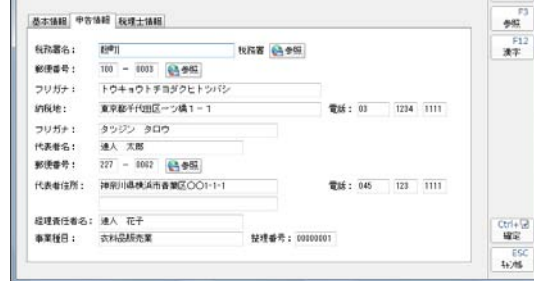 F3
参照
F12
漢字
基本情報 申告情報 税理士情報
税務署名： 麹町 税務署 参照
郵便番号： 100 － 0003 参照
フリガナ： トウキョウトチヨダクヒトツバシ
納税地： 東京都千代田区一ツ橋１－１ 電話： 03 1234 1111
フリガナ： タツジン タロウ
代表者名： 達人 太郎
郵便番号： 227 － 0062 参照
代表者住所： 神奈川県横浜市青葉区〇〇1-1-1 電話： 045 123 1111
経理責任者名： 達人 花子
事業種目： 衣料品販売業 整理番号： 00000001
Ctrl+
確定
ESC
ｷｬﾝｾﾙ